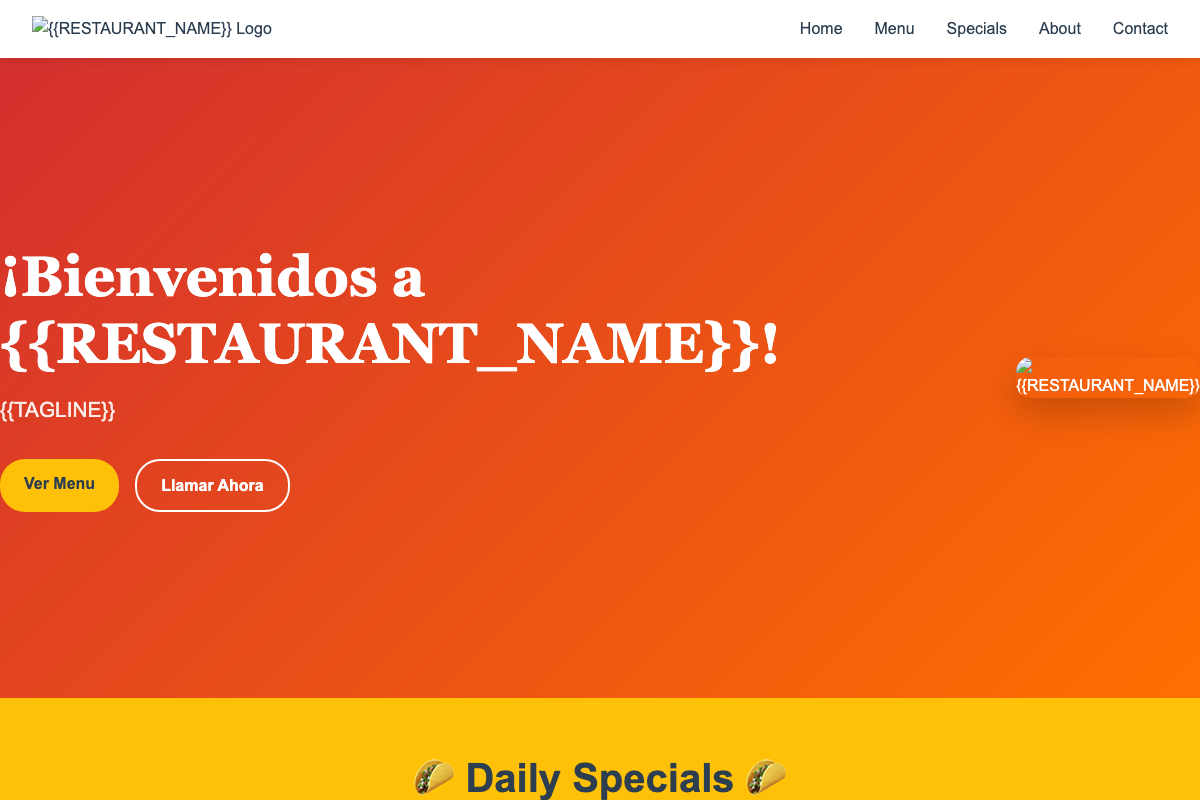 {{RESTAURANT_NAME}} Logo
Home Menu Specials About Contact
¡Bienvenidos a
{{RESTAURANT_NAME}}!
{{RESTAURANT_NAME}}
{{TAGLINE}}
Ver Menu Llamar Ahora
🌮 Daily Specials 🌮